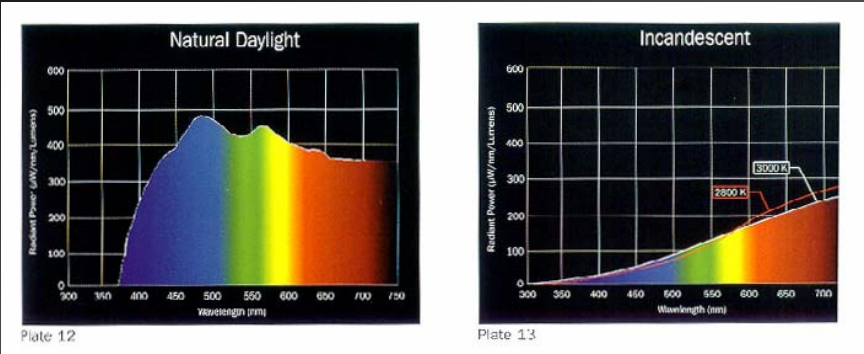 Natural Daylight
600
500
400
300
200
100
0
Radiant Power (µW/nm/Lumens)
300 350 400 450 500 550 600 650 700 750
Wavelength (nm)
Plate 12
Incandescent
600
500
400
300
200
100
0
Radiant Power (µW/nm/Lumens)
3000 K
2800 K
300 350 400 450 500 550 600 650 700
Wavelength (nm)
Plate 13